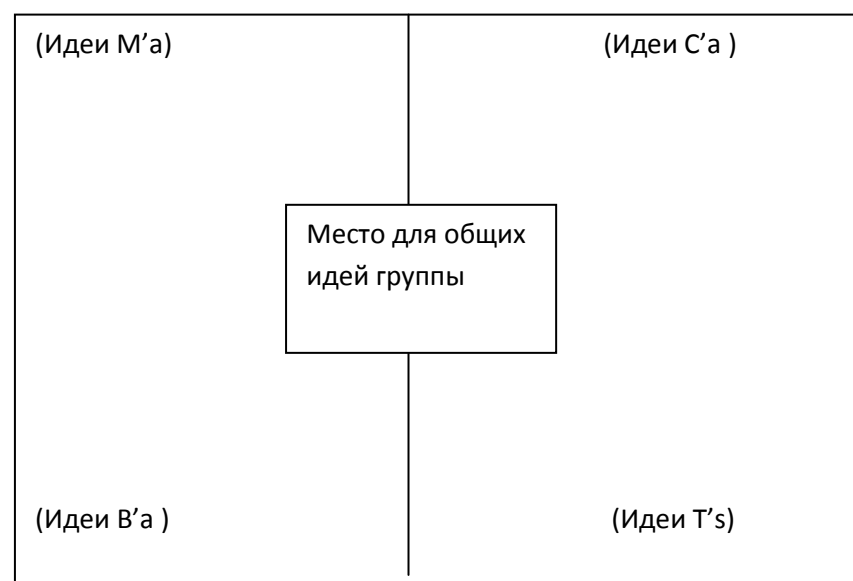 (Идеи М’а)
(Идеи С’а )
Место для общих
идей группы
(Идеи В’а )
(Идеи T’s)